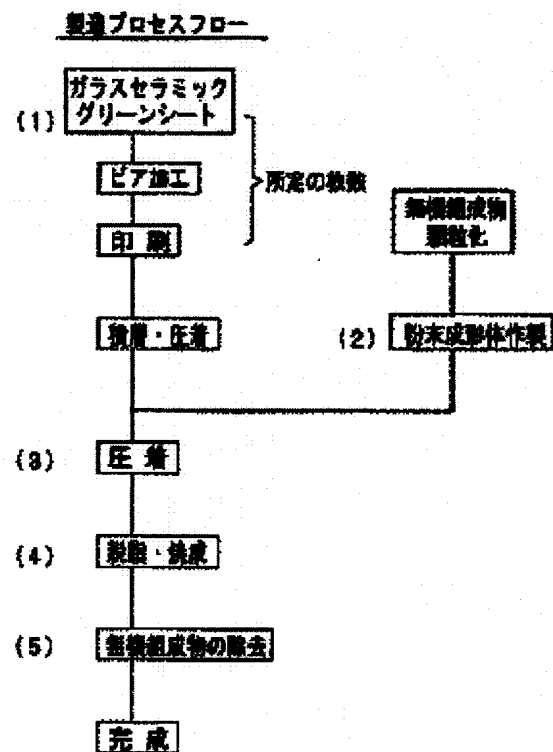 製造プロセスフロー
(1)
ガラスセラミック
グリーンシート
ビア加工
印刷
所定の枚数
積層・圧着
無機組成物
顆粒化
(2)
粉末成形体作製
(3)
圧着
(4)
脱脂・焼成
(5)
無機組成物の除去
完成